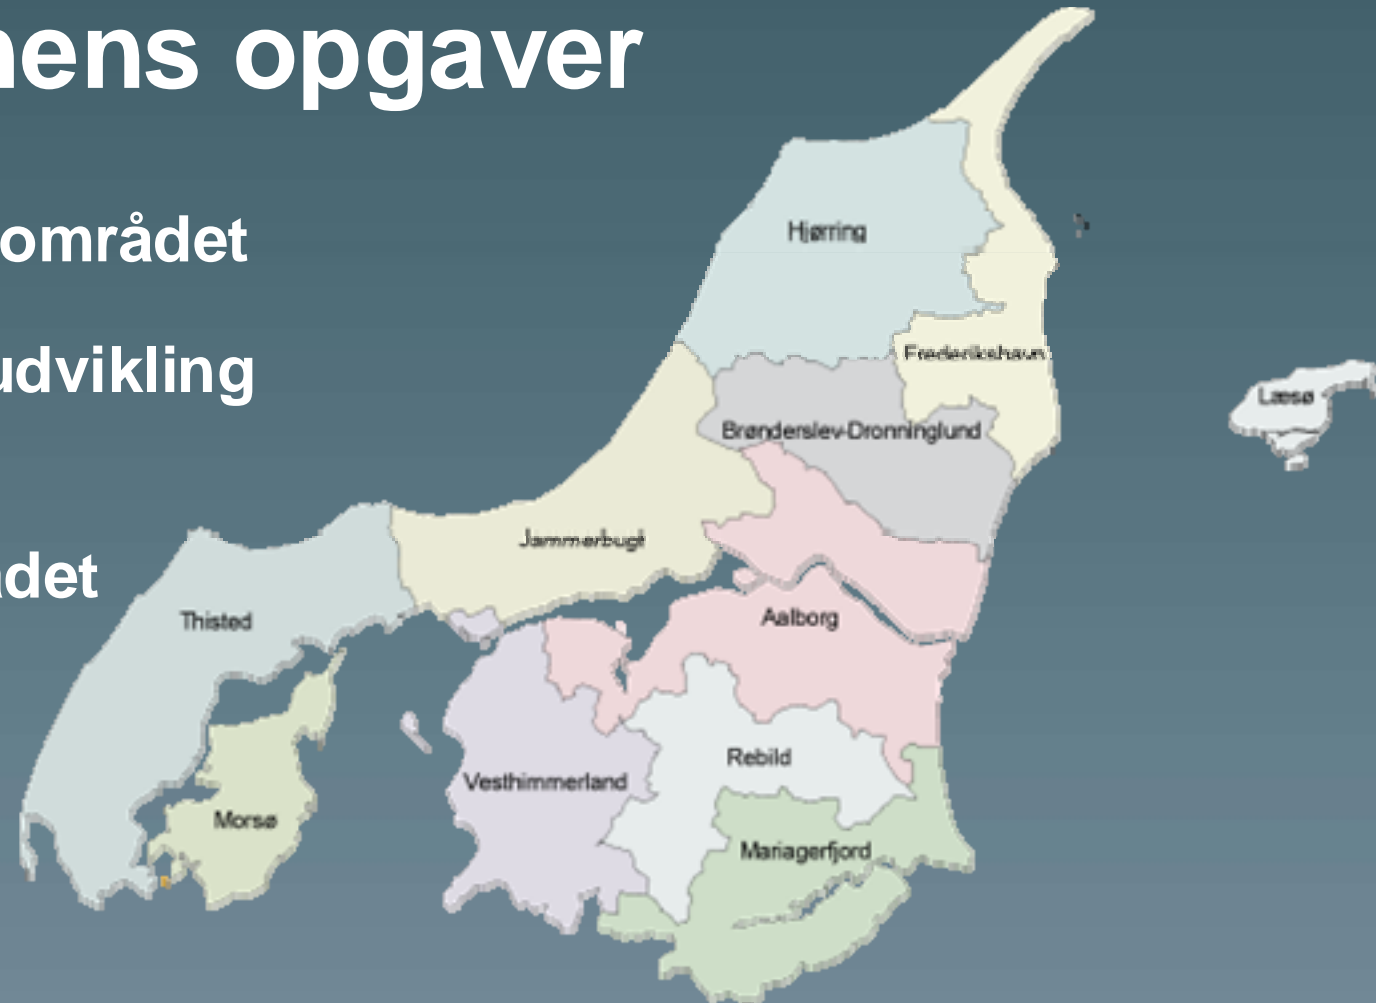 nens opgaver
området
udvikling
ådet
Hjørring
Frederikshavn
Læsø
Brønderslev-Dronninglund
Jammerbugt
Aalborg
Thisted
Rebild
Vesthimmerland
Morsø
Mariagerfjord